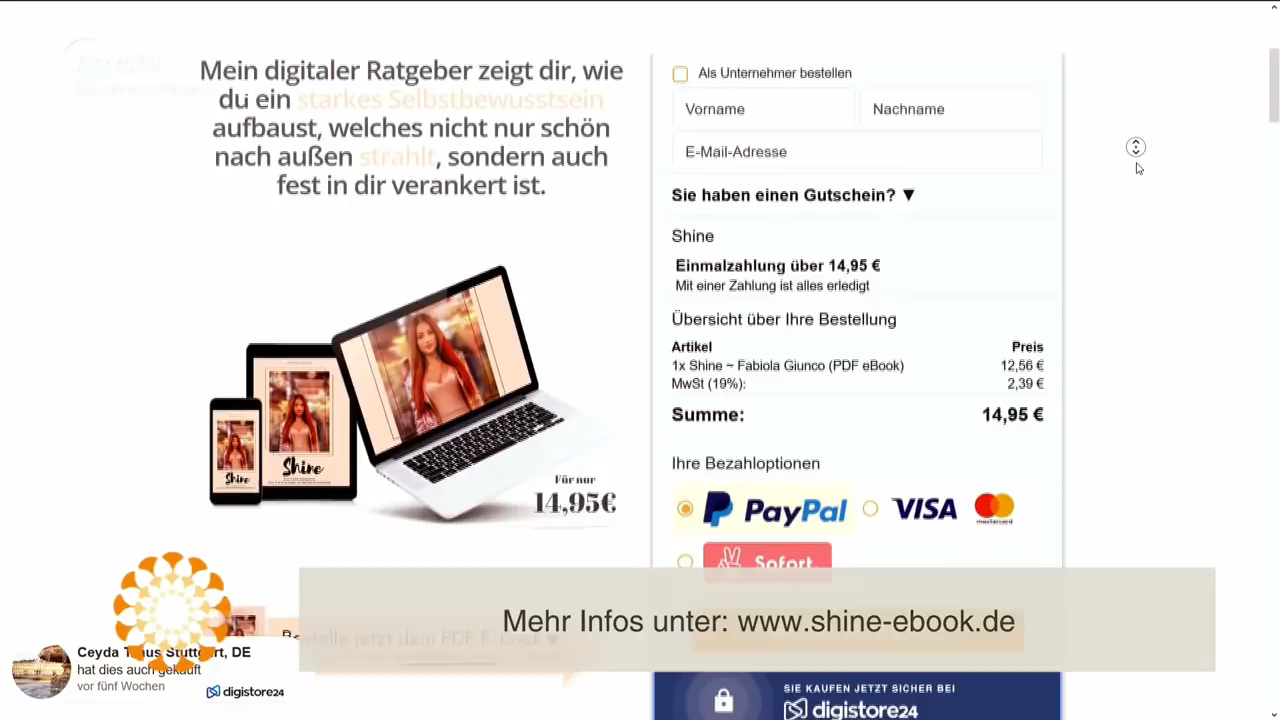 Mein digitaler Ratgeber zeigt dir, wie
du ein starkes Selbstbewusstsein
aufbaust, welches nicht nur schön
nach außen strahlt, sondern auch
fest in dir verankert ist.
Shine
Shine
Für nur
14,95€
Als Unternehmer bestellen
Vorname
Nachname
E-Mail-Adresse
Sie haben einen Gutschein? ▼
Shine
Einmalzahlung über 14,95 €
Mit einer Zahlung ist alles erledigt
Übersicht über Ihre Bestellung
Artikel Preis
1x Shine ~ Fabiola Giunco (PDF eBook) 12,56 €
MwSt (19%): 2,39 €
Summe: 14,95 €
Ihre Bezahloptionen
PayPal
VISA
mastercard
Sofort
Mehr Infos unter: www.shine-ebook.de
Ceyda Stuttgart, DE
hat dies auch gekauft
vor fünf Wochen
digistore24
SIE KAUFEN JETZT SICHER BEI
digistore24